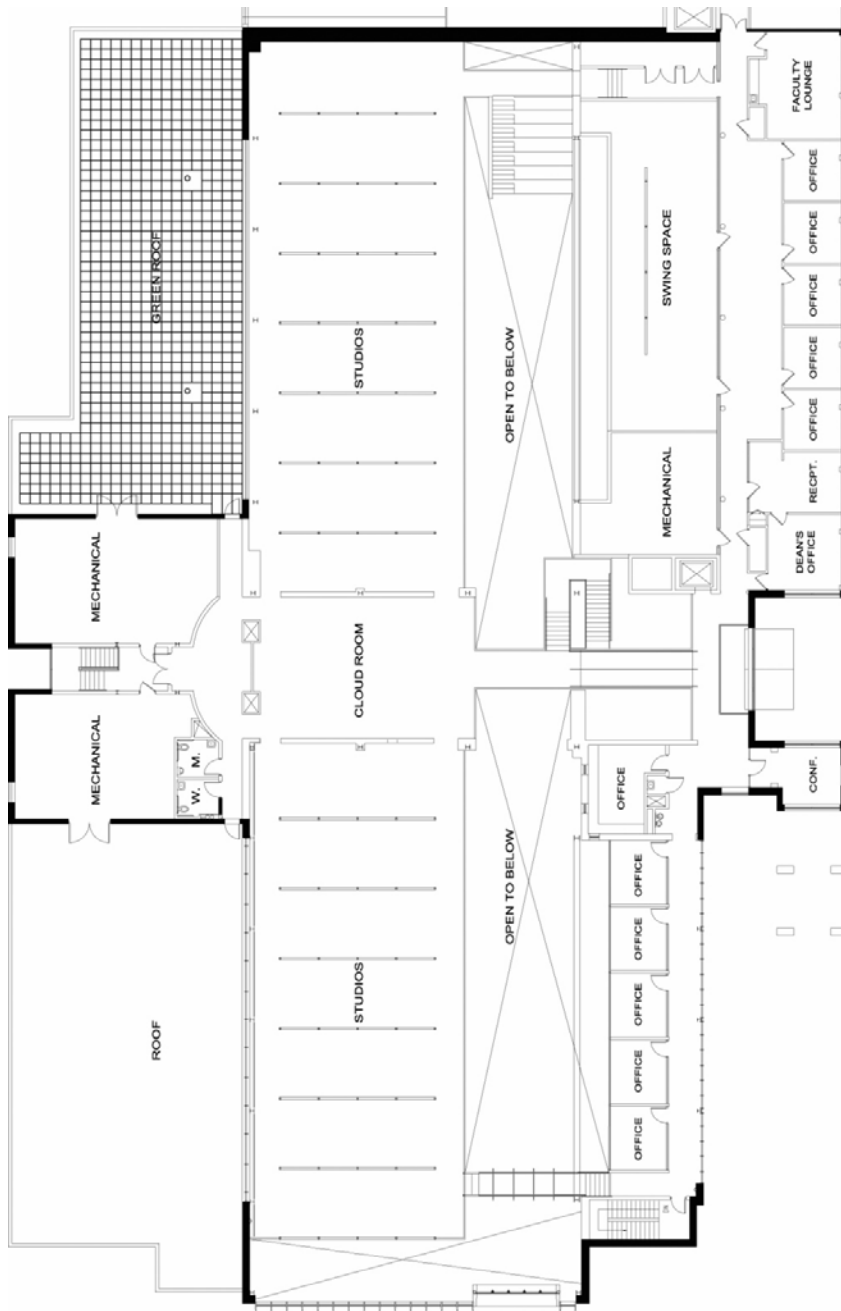 FACULTY
LOUNGE
OFFICE
OFFICE
GREEN ROOF
SWING SPACE
OFFICE
STUDIOS
OPEN TO BELOW
OFFICE
OFFICE
MECHANICAL
RECPT.
DEAN'S
OFFICE
MECHANICAL
CLOUD ROOM
MECHANICAL
M.
W.
OFFICE
CONF.
OPEN TO BELOW
OFFICE
OFFICE
STUDIOS
OFFICE
ROOF
OFFICE
OFFICE
DN